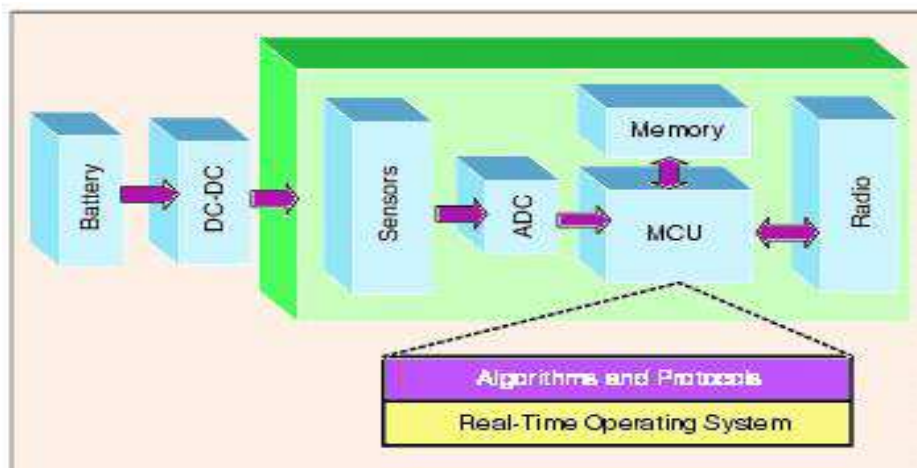 Battery
DC-DC
Sensors
ADC
Memory
MCU
Radio
Algorithms and Protocols
Real-Time Operating System